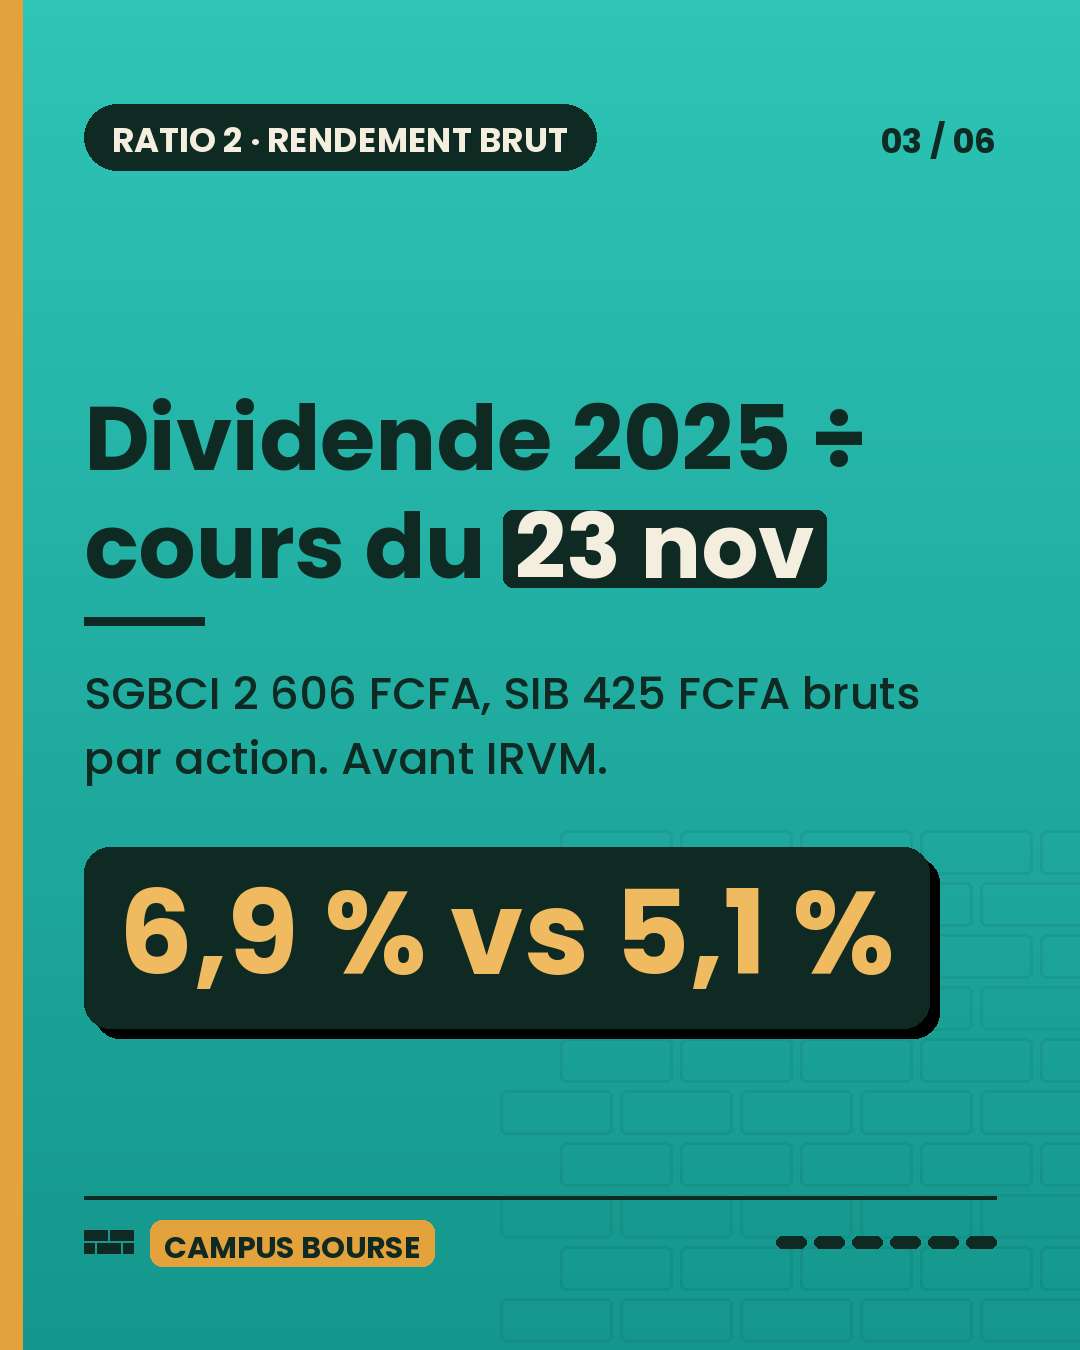 RATIO 2 · RENDEMENT BRUT
03 / 06
Dividende 2025 ÷
cours du 23 nov
SGBCI 2 606 FCFA, SIB 425 FCFA bruts
par action. Avant IRVM.
6,9 % vs 5,1 %
CAMPUS BOURSE